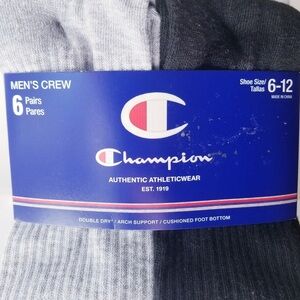 MEN'S CREW
6 Pairs
Pares
Shoe Size/
Tallas 6-12
MADE IN CHINA
Champion
AUTHENTIC ATHLETICWEAR
EST. 1919
DOUBLE DRY® / ARCH SUPPORT / CUSHIONED FOOT BOTTOM